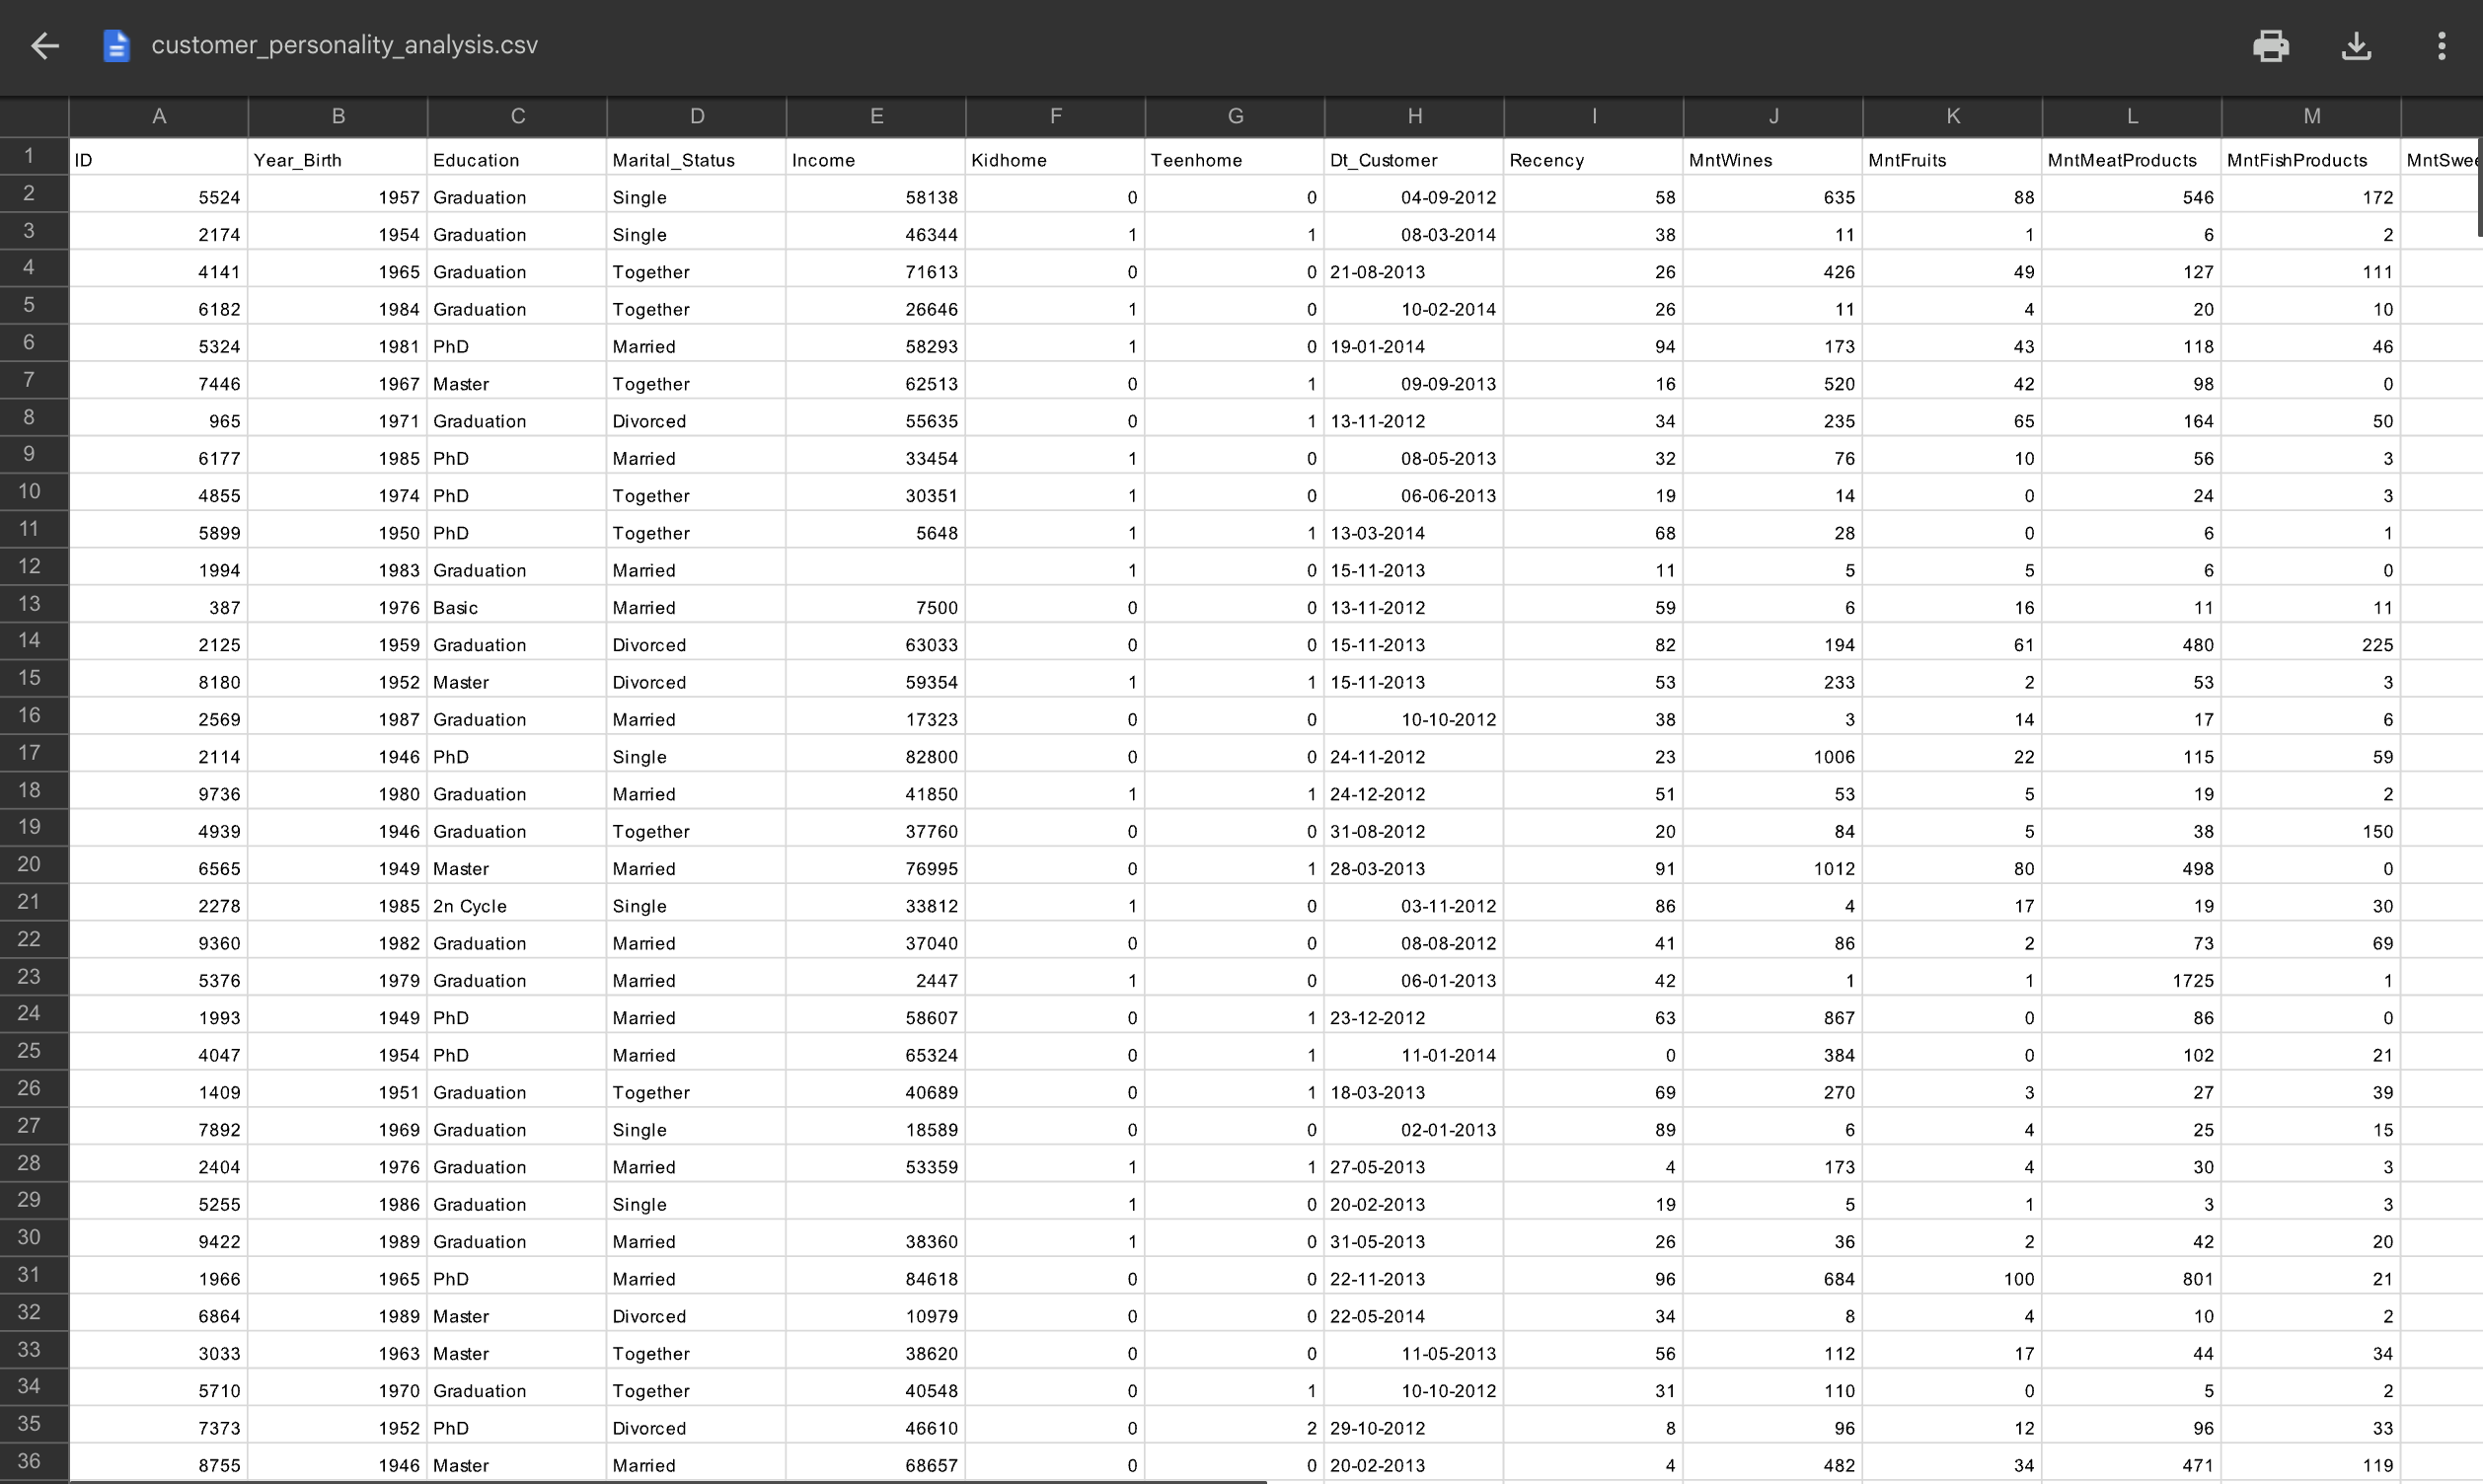 customer_personality_analysis.csv
A B C D E F G H I J K L M
1 ID Year_Birth Education Marital_Status Income Kidhome Teenhome Dt_Customer Recency MntWines MntFruits MntMeatProducts MntFishProducts MntSwee
2 5524 1957 Graduation Single 58138 0 0 04-09-2012 58 635 88 546 172
3 2174 1954 Graduation Single 46344 1 1 08-03-2014 38 11 1 6 2
4 4141 1965 Graduation Together 71613 0 0 21-08-2013 26 426 49 127 111
5 6182 1984 Graduation Together 26646 1 0 10-02-2014 26 11 4 20 10
6 5324 1981 PhD Married 58293 1 0 19-01-2014 94 173 43 118 46
7 7446 1967 Master Together 62513 0 1 09-09-2013 16 520 42 98 0
8 965 1971 Graduation Divorced 55635 0 1 13-11-2012 34 235 65 164 50
9 6177 1985 PhD Married 33454 1 0 08-05-2013 32 76 10 56 3
10 4855 1974 PhD Together 30351 1 0 06-06-2013 19 14 0 24 3
11 5899 1950 PhD Together 5648 1 1 13-03-2014 68 28 0 6 1
12 1994 1983 Graduation Married 1 0 15-11-2013 11 5 5 6 0
13 387 1976 Basic Married 7500 0 0 13-11-2012 59 6 16 11 11
14 2125 1959 Graduation Divorced 63033 0 0 15-11-2013 82 194 61 480 225
15 8180 1952 Master Divorced 59354 1 1 15-11-2013 53 233 2 53 3
16 2569 1987 Graduation Married 17323 0 0 10-10-2012 38 3 14 17 6
17 2114 1946 PhD Single 82800 0 0 24-11-2012 23 1006 22 115 59
18 9736 1980 Graduation Married 41850 1 1 24-12-2012 51 53 5 19 2
19 4939 1946 Graduation Together 37760 0 0 31-08-2012 20 84 5 38 150
20 6565 1949 Master Married 76995 0 1 28-03-2013 91 1012 80 498 0
21 2278 1985 2n Cycle Single 33812 1 0 03-11-2012 86 4 17 19 30
22 9360 1982 Graduation Married 37040 0 0 08-08-2012 41 86 2 73 69
23 5376 1979 Graduation Married 2447 1 0 06-01-2013 42 1 1 1725 1
24 1993 1949 PhD Married 58607 0 1 23-12-2012 63 867 0 86 0
25 4047 1954 PhD Married 65324 0 1 11-01-2014 0 384 0 102 21
26 1409 1951 Graduation Together 40689 0 1 18-03-2013 69 270 3 27 39
27 7892 1969 Graduation Single 18589 0 0 02-01-2013 89 6 4 25 15
28 2404 1976 Graduation Married 53359 1 1 27-05-2013 4 173 4 30 3
29 5255 1986 Graduation Single 1 0 20-02-2013 19 5 1 3 3
30 9422 1989 Graduation Married 38360 1 0 31-05-2013 26 36 2 42 20
31 1966 1965 PhD Married 84618 0 0 22-11-2013 96 684 100 801 21
32 6864 1989 Master Divorced 10979 0 0 22-05-2014 34 8 4 10 2
33 3033 1963 Master Together 38620 0 0 11-05-2013 56 112 17 44 34
34 5710 1970 Graduation Together 40548 0 1 10-10-2012 31 110 0 5 2
35 7373 1952 PhD Divorced 46610 0 2 29-10-2012 8 96 12 96 33
36 8755 1946 Master Married 68657 0 0 20-02-2013 4 482 34 471 119